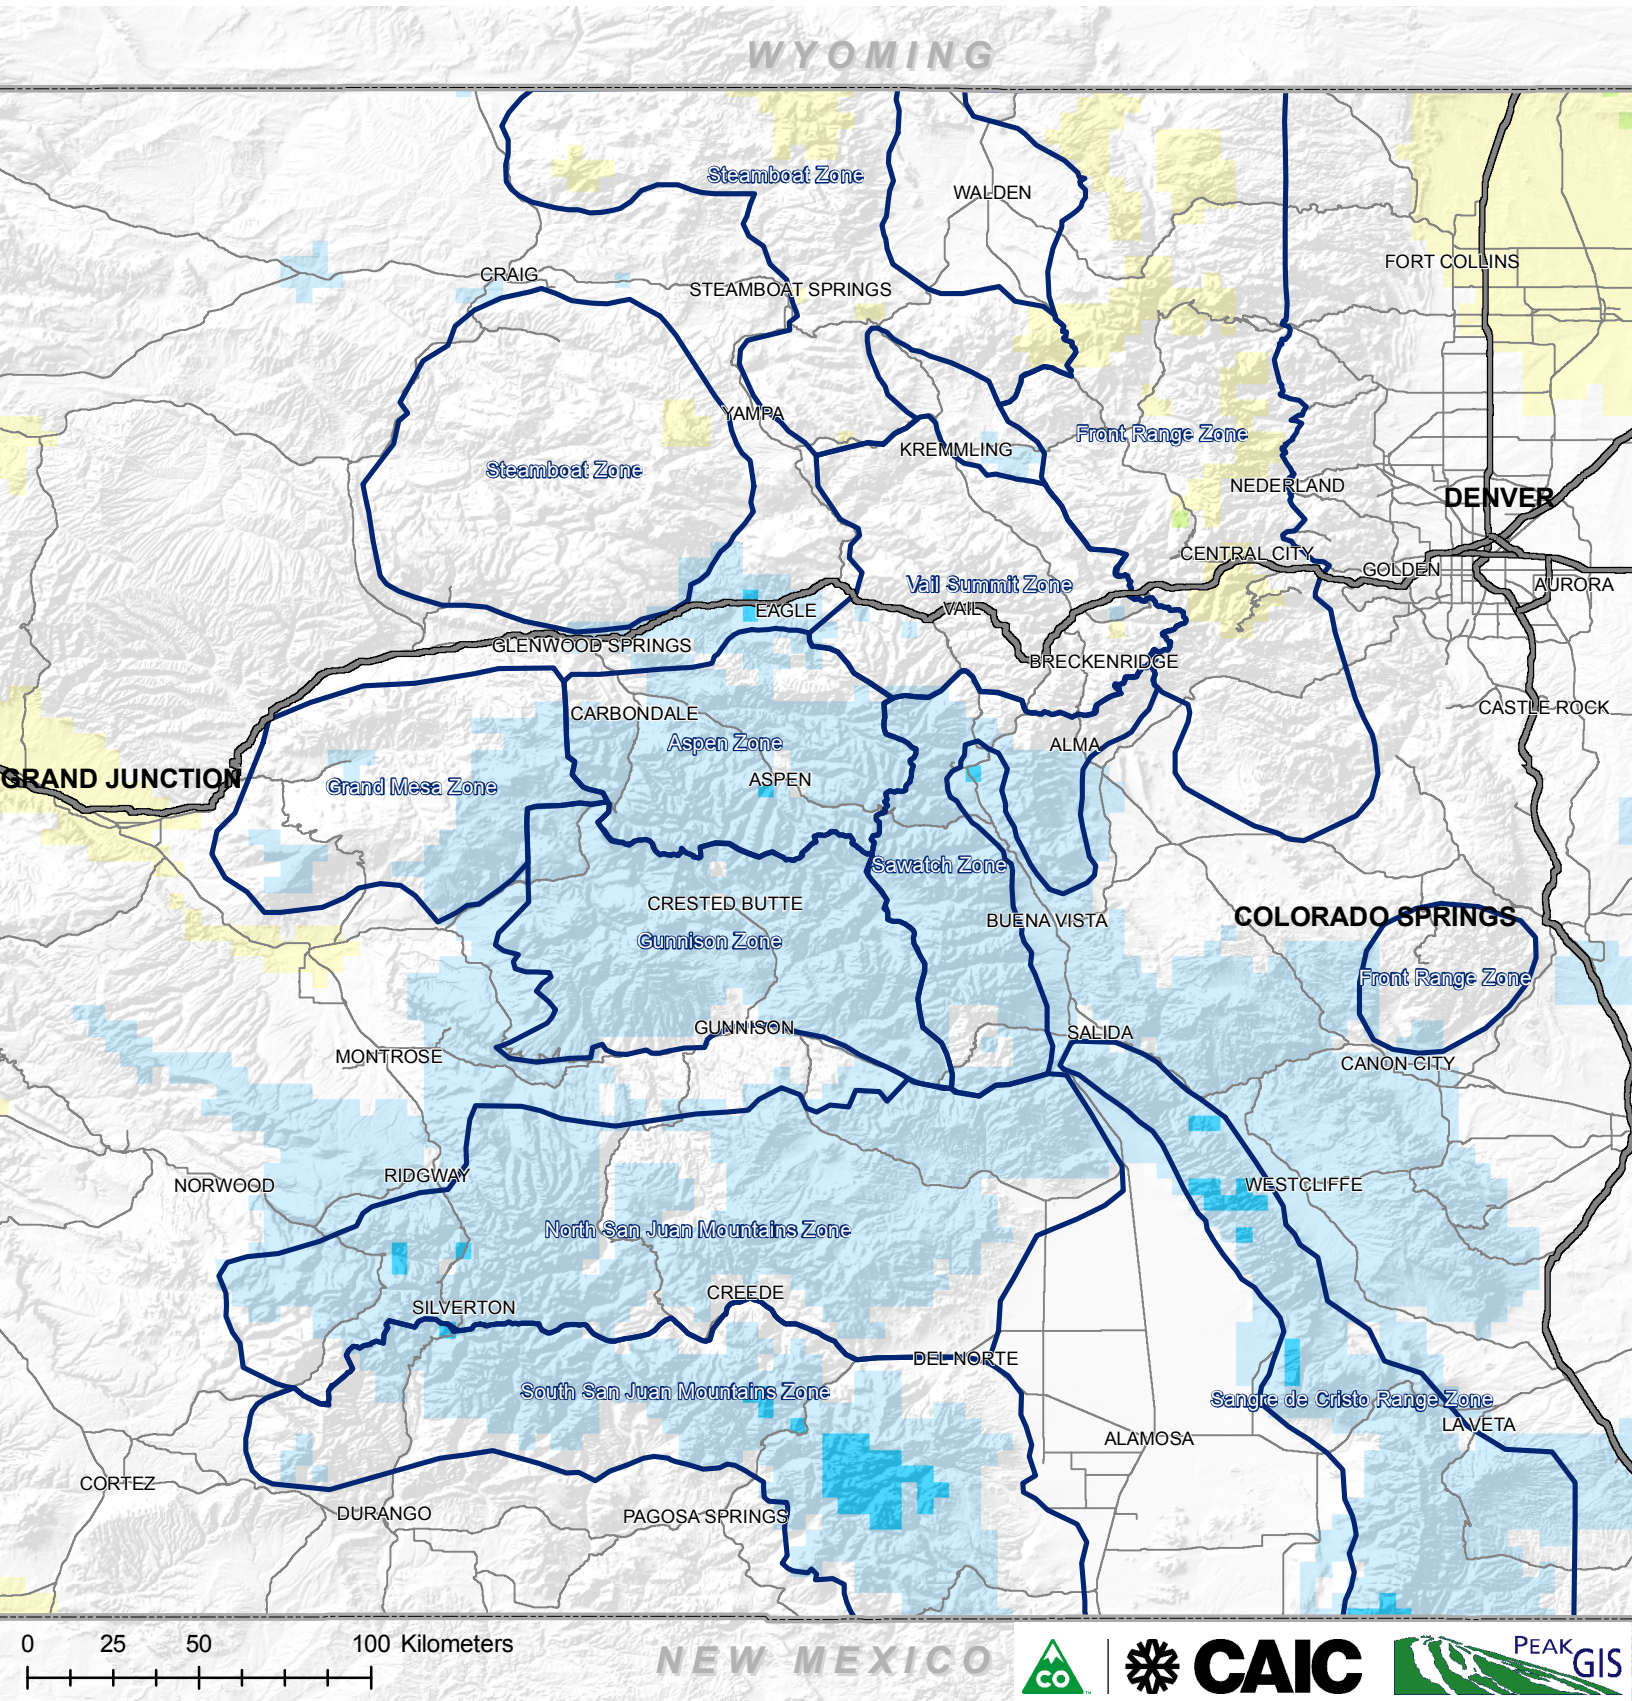 WYOMING
Steamboat Zone
WALDEN
FORT COLLINS
CRAIG
STEAMBOAT SPRINGS
YAMPA
Front Range Zone
KREMMLING
Steamboat Zone
NEDERLAND
DENVER
CENTRAL CITY
GOLDEN
AURORA
Vail Summit Zone
VAIL
EAGLE
GLENWOOD SPRINGS
BRECKENRIDGE
CASTLE ROCK
CARBONDALE
Aspen Zone
ALMA
GRAND JUNCTION
ASPEN
Grand Mesa Zone
Sawatch Zone
CRESTED BUTTE
BUENA VISTA
COLORADO SPRINGS
Gunnison Zone
Front Range Zone
GUNNISON
SALIDA
MONTROSE
CANON CITY
RIDGWAY
NORWOOD
WESTCLIFFE
North San Juan Mountains Zone
CREEDE
SILVERTON
DEL NORTE
South San Juan Mountains Zone
Sangre de Cristo Range Zone
LA VETA
ALAMOSA
CORTEZ
DURANGO
PAGOSA SPRINGS
0 25 50 100 Kilometers
NEW MEXICO
CO
CAIC
PEAK
GIS